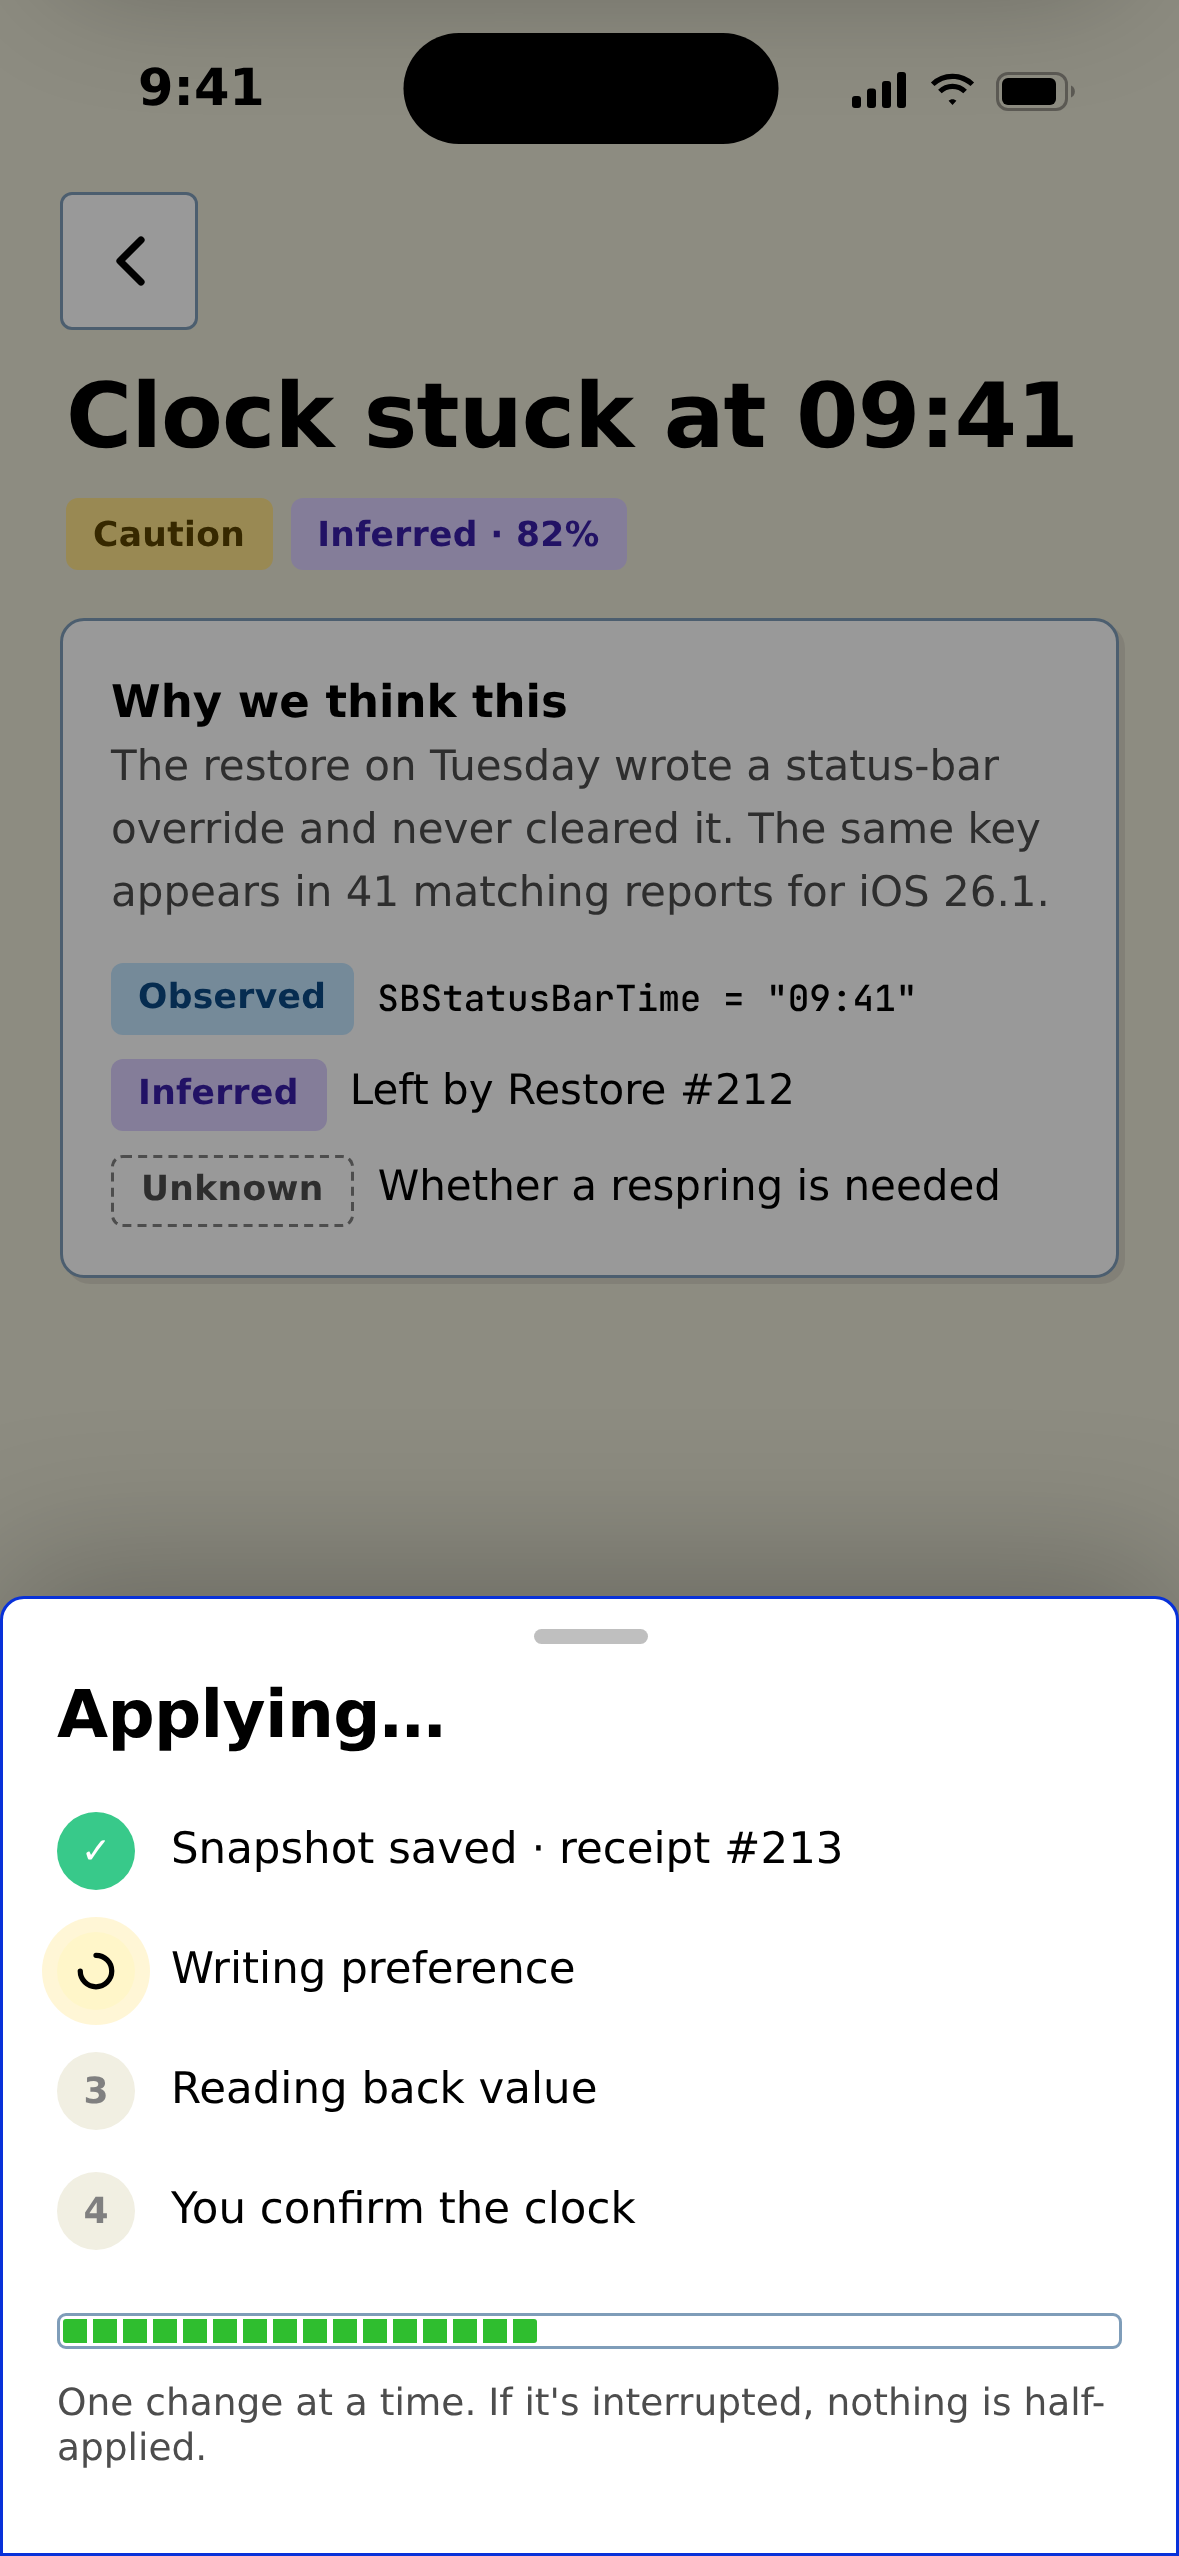 9:41
Clock stuck at 09:41
Caution
Inferred · 82%
Why we think this
The restore on Tuesday wrote a status-bar
override and never cleared it. The same key
appears in 41 matching reports for iOS 26.1.
Observed SBStatusBarTime = "09:41"
Inferred Left by Restore #212
Unknown Whether a respring is needed
Applying…
✓ Snapshot saved · receipt #213
Writing preference
3 Reading back value
4 You confirm the clock
One change at a time. If it's interrupted, nothing is half-
applied.